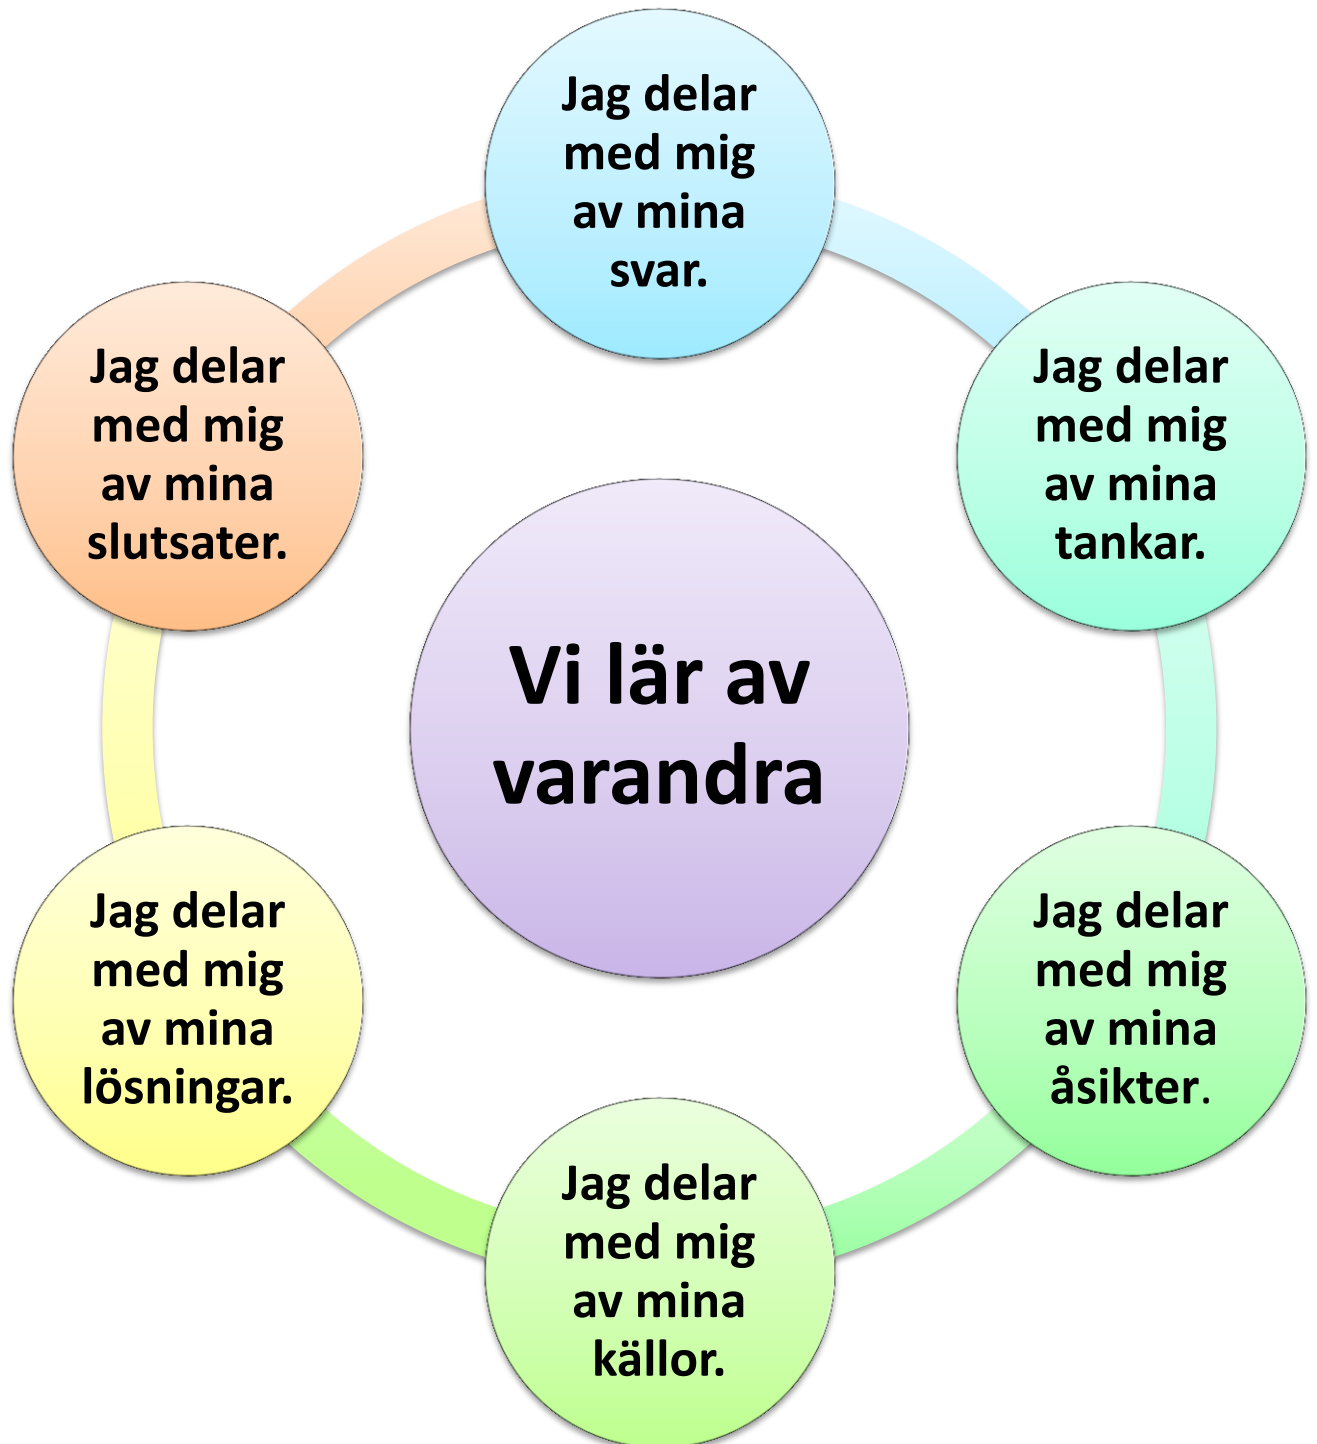 Jag delar
med mig
av mina
svar.
Jag delar
med mig
av mina
tankar.
Jag delar
med mig
av mina
åsikter.
Jag delar
med mig
av mina
källor.
Jag delar
med mig
av mina
lösningar.
Jag delar
med mig
av mina
slutsater.
Vi lär av
varandra